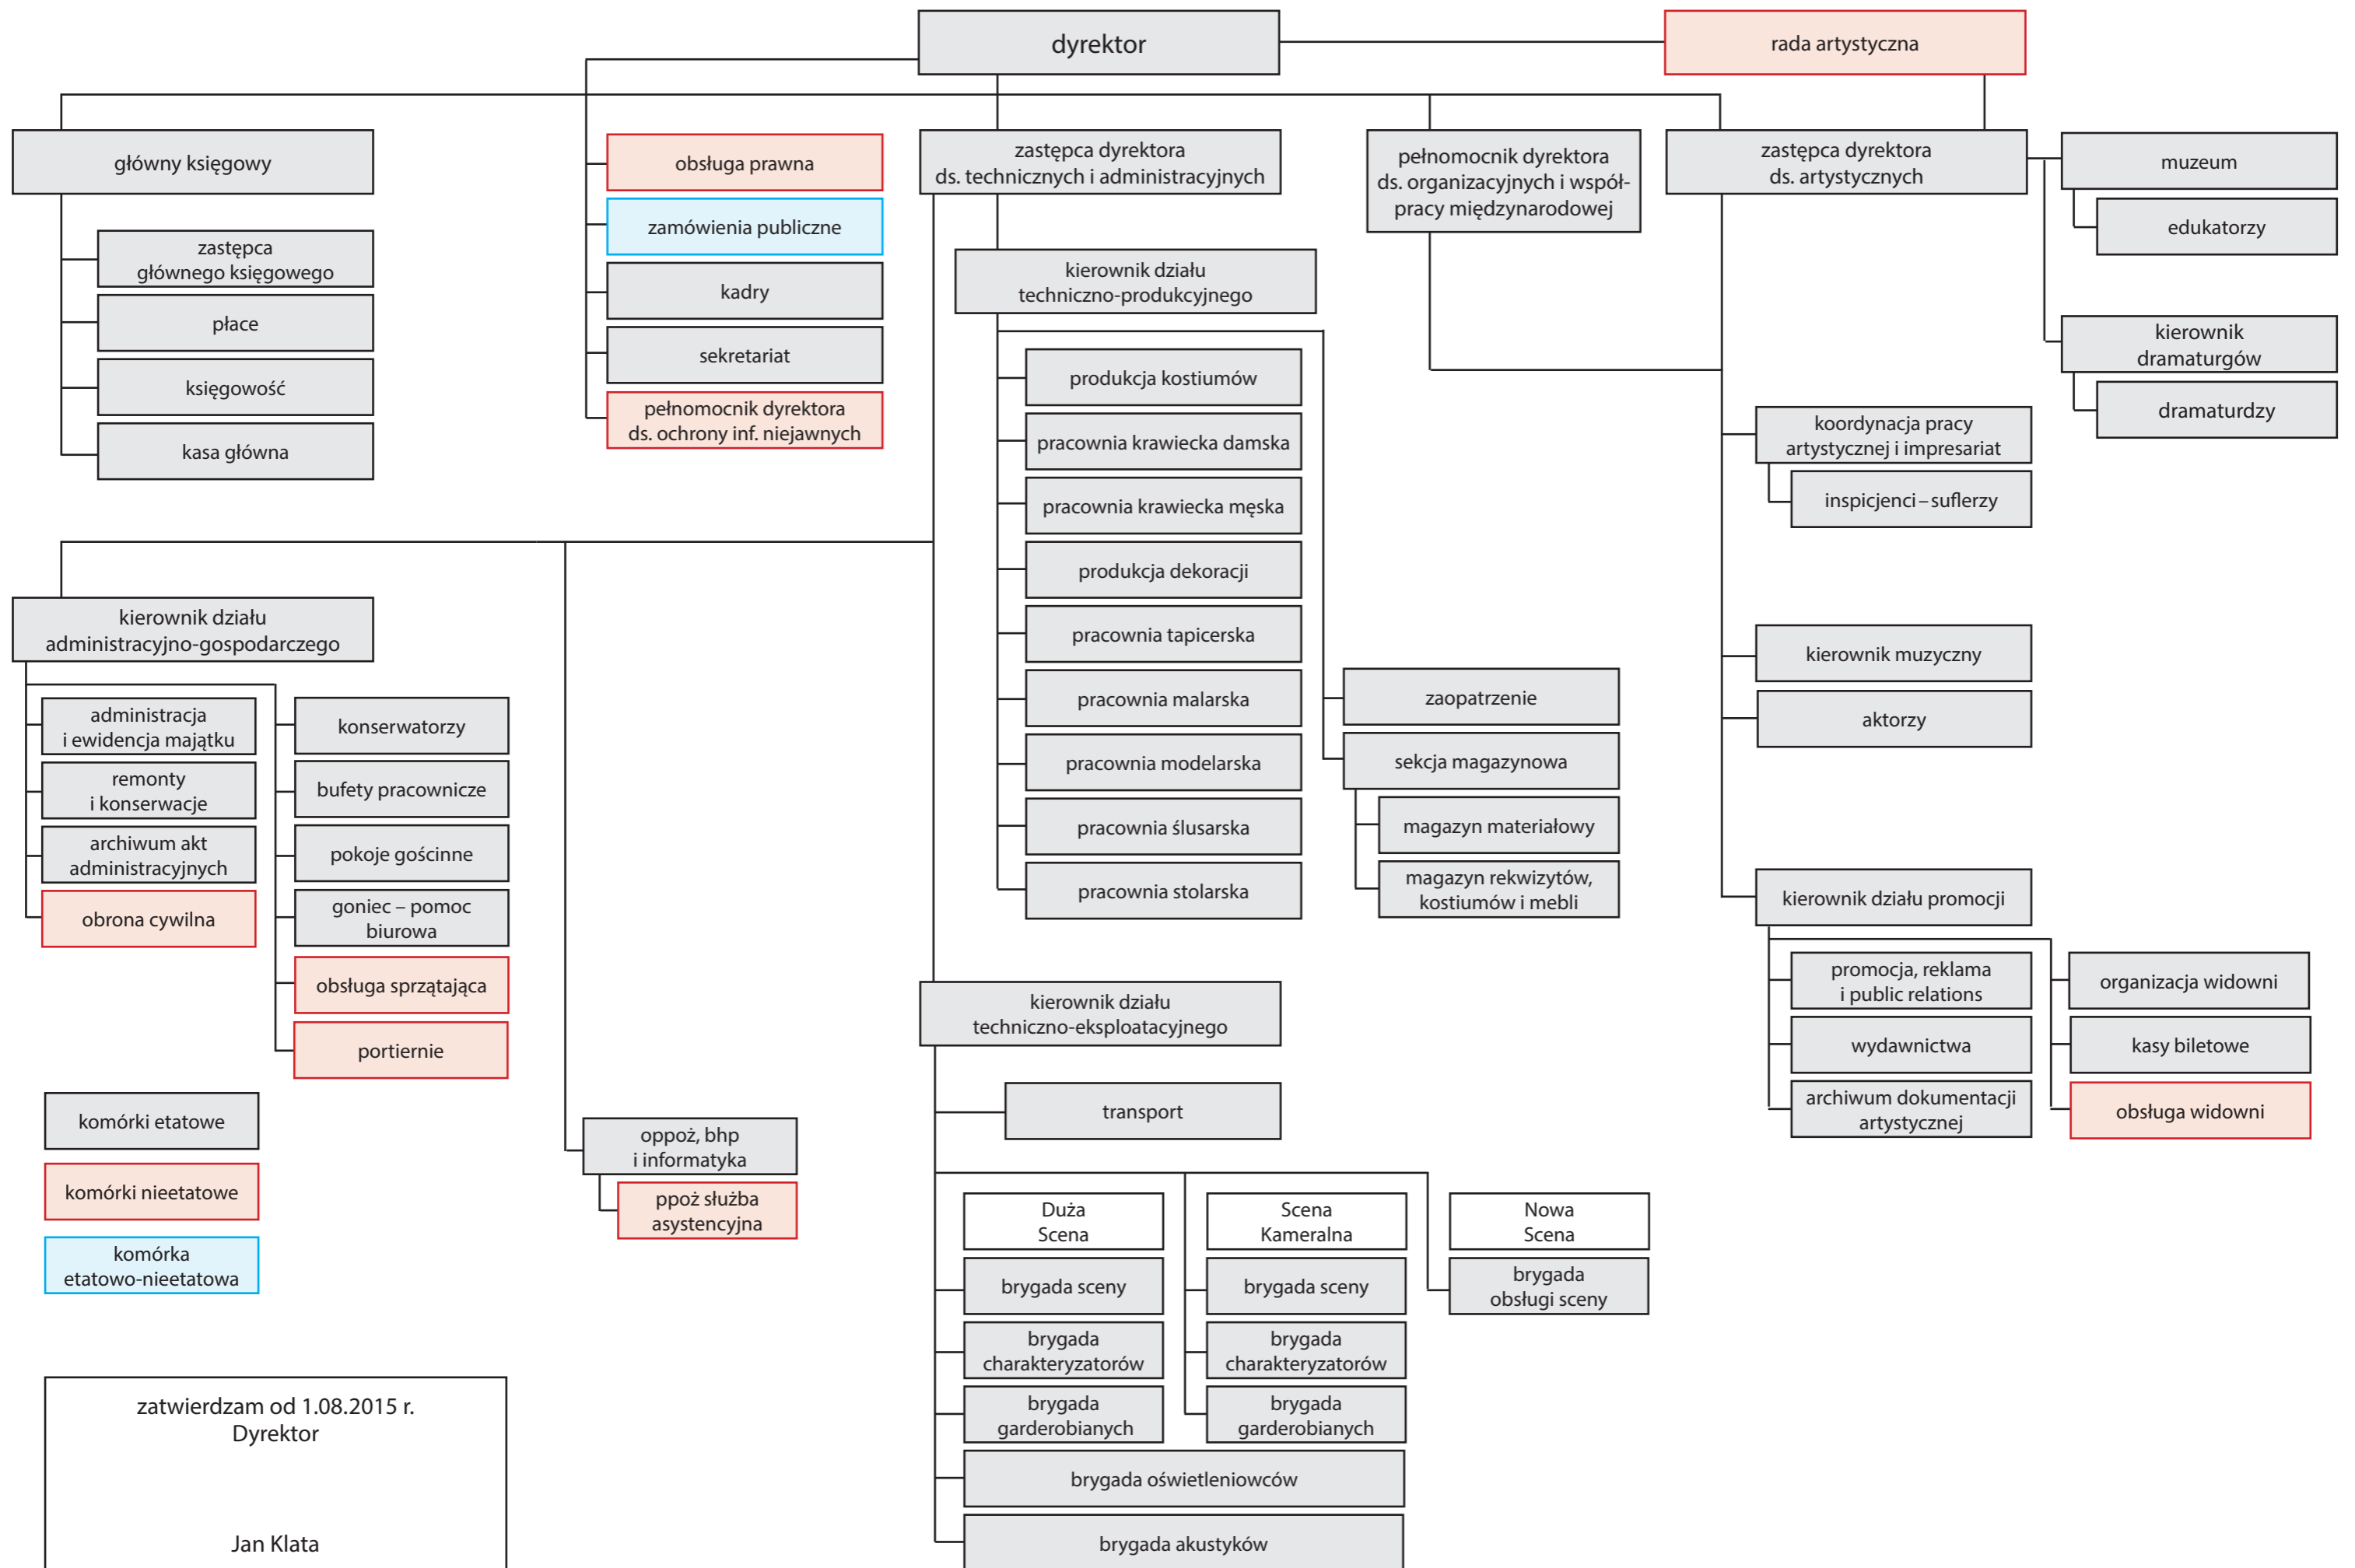 dyrektor
rada artystyczna
główny księgowy
zastępca
głównego księgowego
płace
księgowość
kasa główna
obsługa prawna
zamówienia publiczne
kadry
sekretariat
pełnomocnik dyrektora
ds. ochrony inf. niejawnych
zastępca dyrektora
ds. technicznych i administracyjnych
pełnomocnik dyrektora
ds. organizacyjnych i współ-
pracy międzynarodowej
zastępca dyrektora
ds. artystycznych
muzeum
edukatorzy
kierownik
dramaturgów
dramaturdzy
kierownik działu
techniczno-produkcyjnego
produkcja kostiumów
pracownia krawiecka damska
pracownia krawiecka męska
produkcja dekoracji
pracownia tapicerska
pracownia malarska
pracownia modelarska
pracownia ślusarska
pracownia stolarska
zaopatrzenie
sekcja magazynowa
magazyn materiałowy
magazyn rekwizytów,
kostiumów i mebli
koordynacja pracy
artystycznej i impresariat
inspicjenci – suflerzy
kierownik muzyczny
aktorzy
kierownik działu promocji
promocja, reklama
i public relations
wydawnictwa
archiwum dokumentacji
artystycznej
organizacja widowni
kasy biletowe
obsługa widowni
kierownik działu
administracyjno-gospodarczego
administracja
i ewidencja majątku
remonty
i konserwacje
archiwum akt
administracyjnych
obrona cywilna
konserwatorzy
bufety pracownicze
pokoje gościnne
goniec – pomoc
biurowa
obsługa sprzątająca
portiernie
oppoż, bhp
i informatyka
ppoż służba
asystencyjna
kierownik działu
techniczno-eksploatacyjnego
transport
Duża
Scena
brygada sceny
brygada
charakteryzatorów
brygada
garderobianych
Scena
Kameralna
brygada sceny
brygada
charakteryzatorów
brygada
garderobianych
Nowa
Scena
brygada
obsługi sceny
brygada oświetleniowców
brygada akustyków
komórki etatowe
komórki nieetatowe
komórka
etatowo-nieetatowa
zatwierdzam od 1.08.2015 r.
Dyrektor
Jan Klata